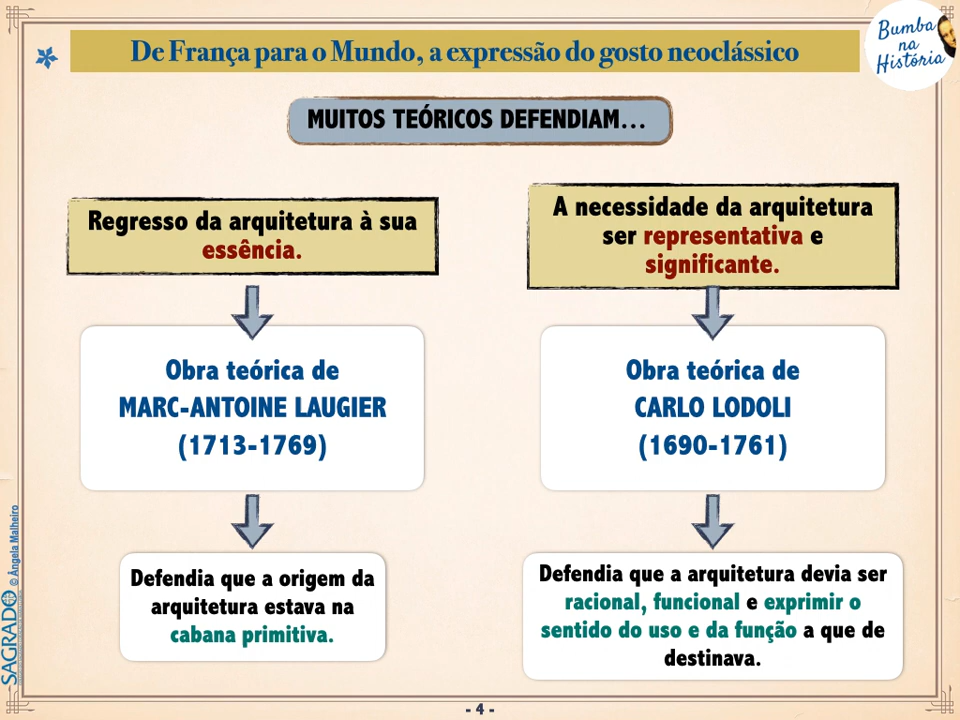 De França para o Mundo, a expressão do gosto neoclássico
Bumba
na
História
MUITOS TEÓRICOS DEFENDIAM...
Regresso da arquitetura à sua
essência.
Obra teórica de
MARC-ANTOINE LAUGIER
(1713-1769)
Defendia que a origem da
arquitetura estava na
cabana primitiva.
A necessidade da arquitetura
ser representativa e
significante.
Obra teórica de
CARLO LODOLI
(1690-1761)
Defendia que a arquitetura devia ser
racional, funcional e exprimir o
sentido do uso e da função a que de
destinava.
SAGRADO
© Ângela Malheiro
- 4 -